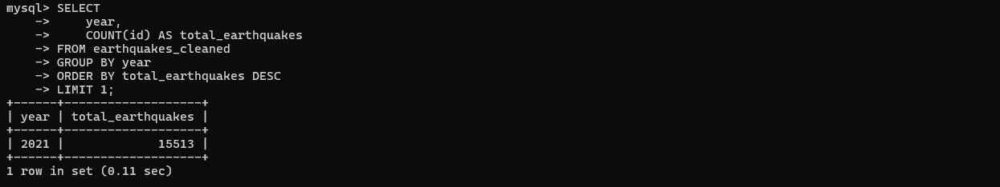 mysql> SELECT
    ->     year,
    ->     COUNT(id) AS total_earthquakes
    -> FROM earthquakes_cleaned
    -> GROUP BY year
    -> ORDER BY total_earthquakes DESC
    -> LIMIT 1;
+------+-------------------+
| year | total_earthquakes |
+------+-------------------+
| 2021 |             15513 |
+------+-------------------+
1 row in set (0.11 sec)